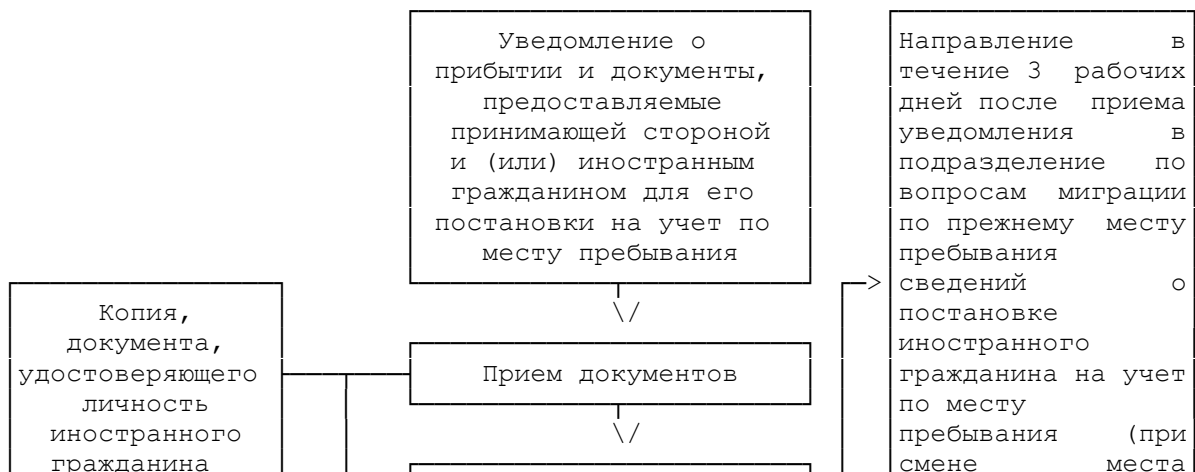 Уведомление о
прибытии и документы,
предоставляемые
принимающей стороной
и (или) иностранным
гражданином для его
постановки на учет по
месту пребывания
\/
Прием документов
\/
Копия,
документа,
удостоверяющего
личность
иностранного
гражданина
>
Направление в
течение 3 рабочих
дней после приема
уведомления в
подразделение по
вопросам миграции
по прежнему месту
пребывания
сведений о
постановке
иностранного
гражданина на учет
по месту
пребывания (при
смене места